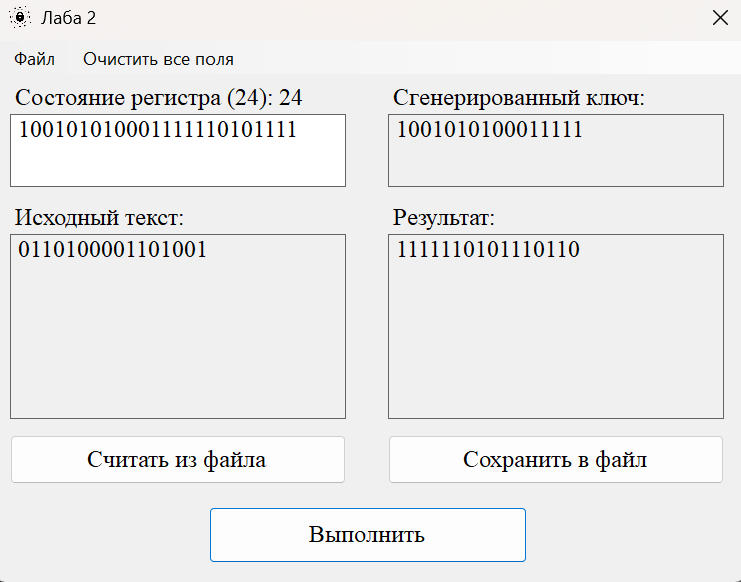 Лаба 2
Файл Очистить все поля
Состояние регистра (24): 24
100101010001111110101111
Сгенерированный ключ:
1001010100011111
Исходный текст:
0110100001101001
Результат:
1111110101110110
Считать из файла
Сохранить в файл
Выполнить